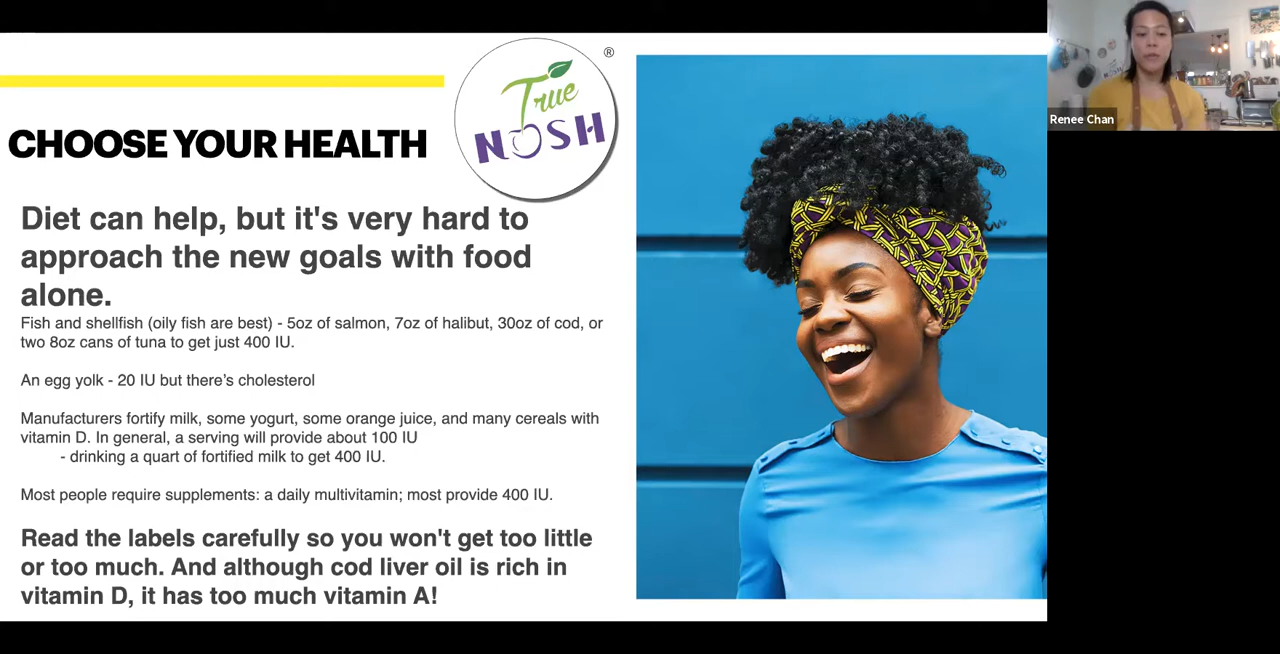 True
NOSH
®
CHOOSE YOUR HEALTH
Diet can help, but it's very hard to
approach the new goals with food
alone.
Fish and shellfish (oily fish are best) - 5oz of salmon, 7oz of halibut, 30oz of cod, or
two 8oz cans of tuna to get just 400 IU.
An egg yolk - 20 IU but there’s cholesterol
Manufacturers fortify milk, some yogurt, some orange juice, and many cereals with
vitamin D. In general, a serving will provide about 100 IU
- drinking a quart of fortified milk to get 400 IU.
Most people require supplements: a daily multivitamin; most provide 400 IU.
Read the labels carefully so you won't get too little
or too much. And although cod liver oil is rich in
vitamin D, it has too much vitamin A!
Renee Chan